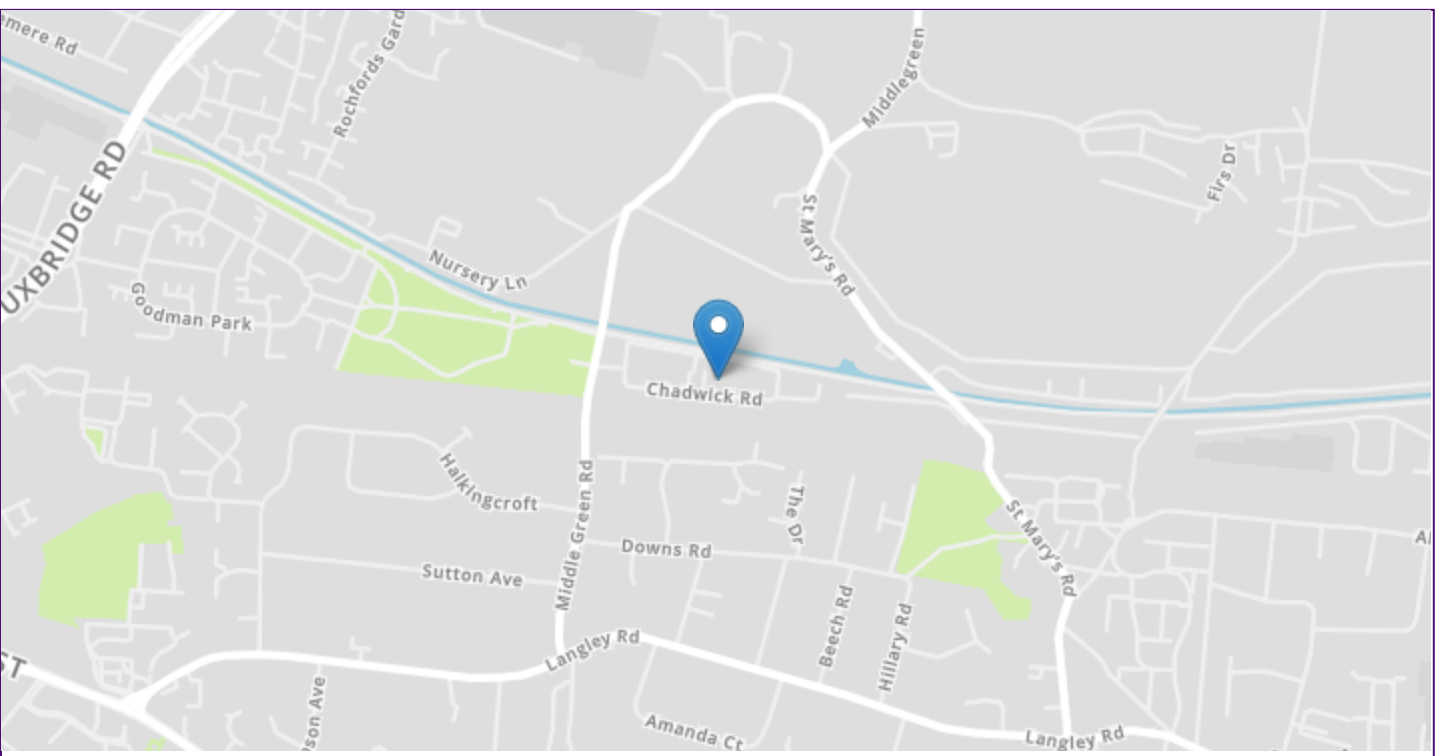 emere Rd
Rochfords Gard
Middlegreen
UXBRIDGE RD
Firs Dr
St Mary's Rd
Nursery Ln
Goodman Park
Chadwick Rd
Halkingcroft
Middle Green Rd
The Dr
St Mary's Rd
Al
Downs Rd
Sutton Ave
Beech Rd
Hillary Rd
Langley Rd
ST
son Ave
Amanda Ct
Langley Rd